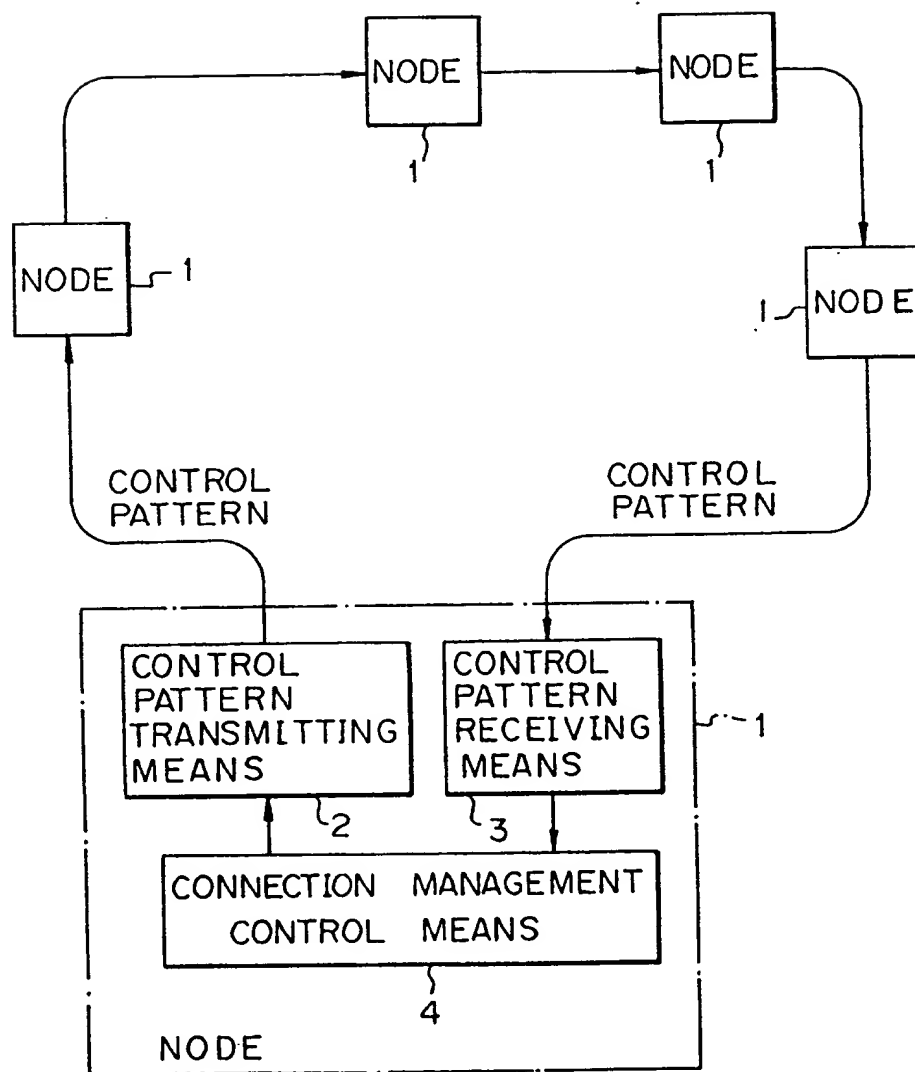 NODE
NODE
1
1
NODE
1
NODE
1
CONTROL
PATTERN
CONTROL
PATTERN
CONTROL
PATTERN
TRANSMITTING
MEANS
CONTROL
PATTERN
RECEIVING
MEANS
1
2
3
CONNECTION MANAGEMENT
CONTROL MEANS
4
NODE